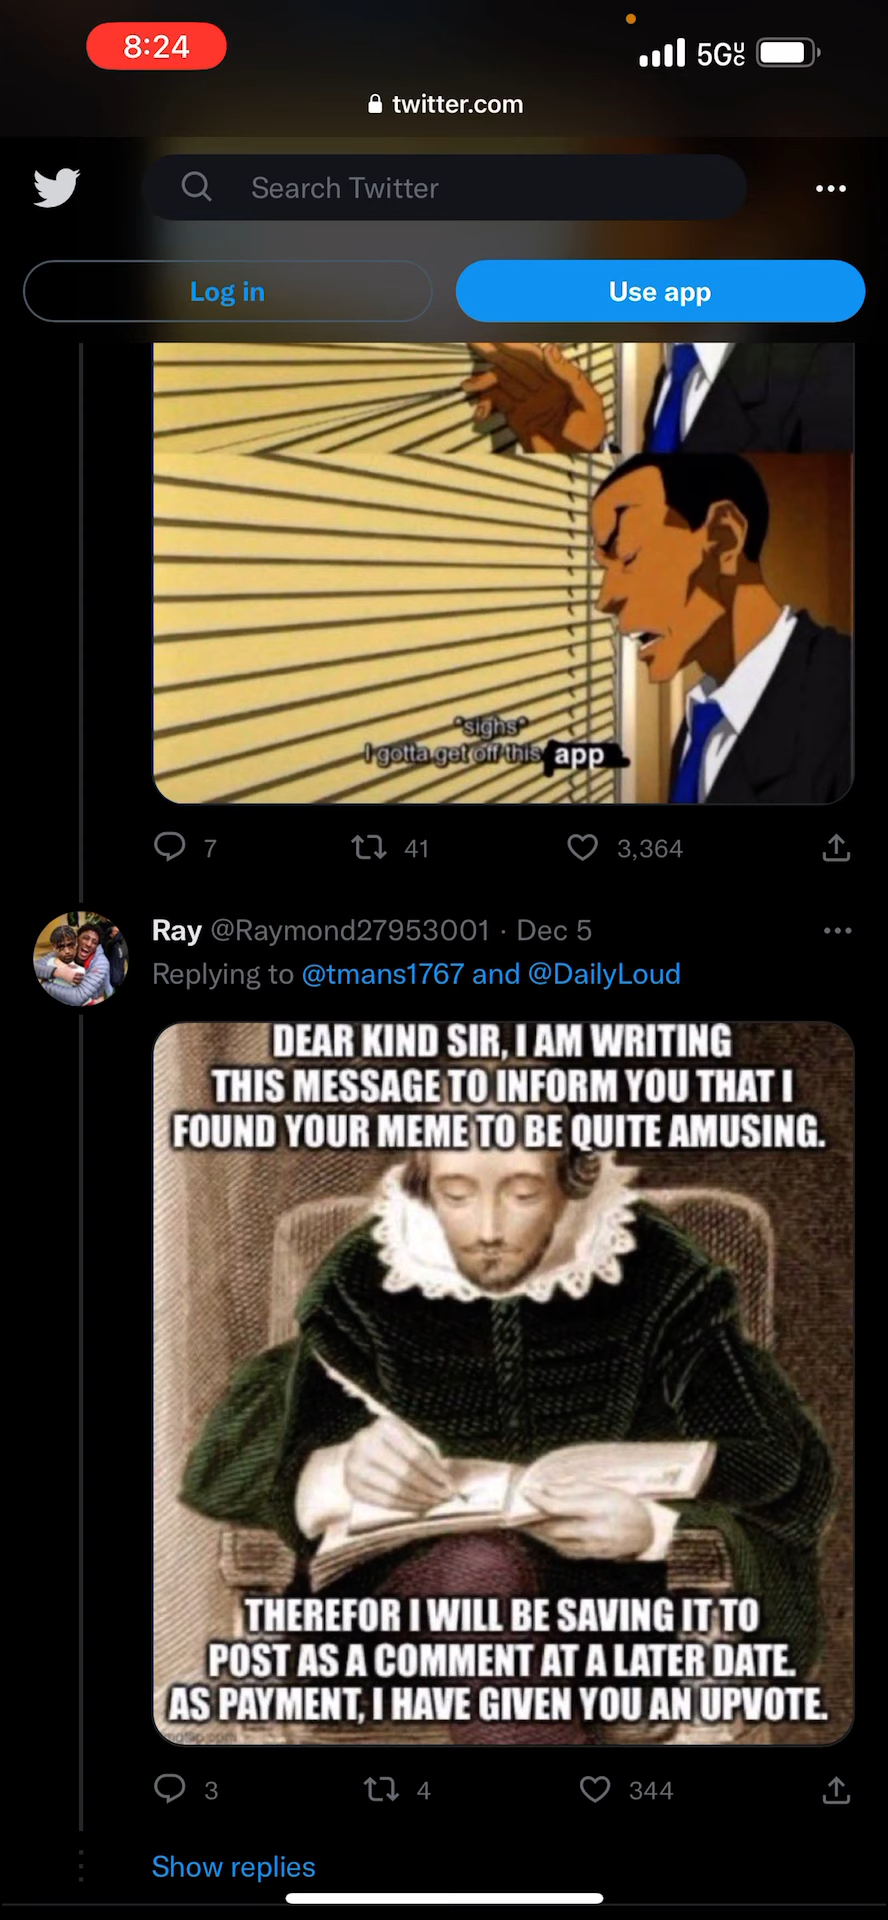 8:24
5G UC
twitter.com
Search Twitter
Log in
Use app
*sighs*
I gotta get off this app
7
41
3,364
Ray @Raymond27953001 · Dec 5
Replying to @tmans1767 and @DailyLoud
DEAR KIND SIR, I AM WRITING
THIS MESSAGE TO INFORM YOU THAT I
FOUND YOUR MEME TO BE QUITE AMUSING.
THEREFOR I WILL BE SAVING IT TO
POST AS A COMMENT AT A LATER DATE.
AS PAYMENT, I HAVE GIVEN YOU AN UPVOTE.
imgflip.com
3
4
344
Show replies